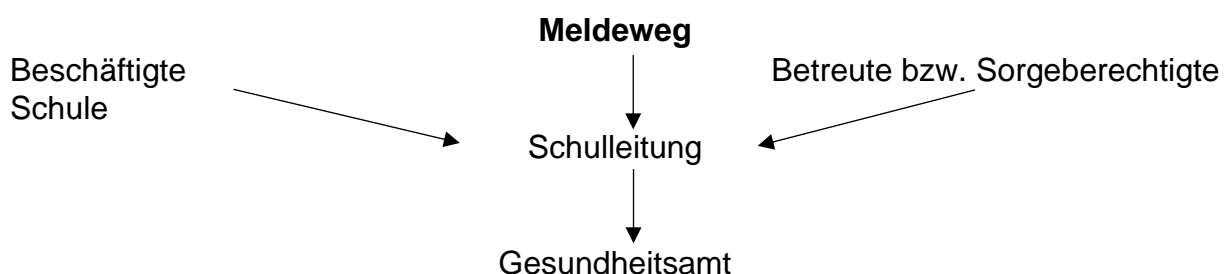 Meldeweg
Beschäftigte
Schule
Betreute bzw. Sorgeberechtigte
Schulleitung
Gesundheitsamt